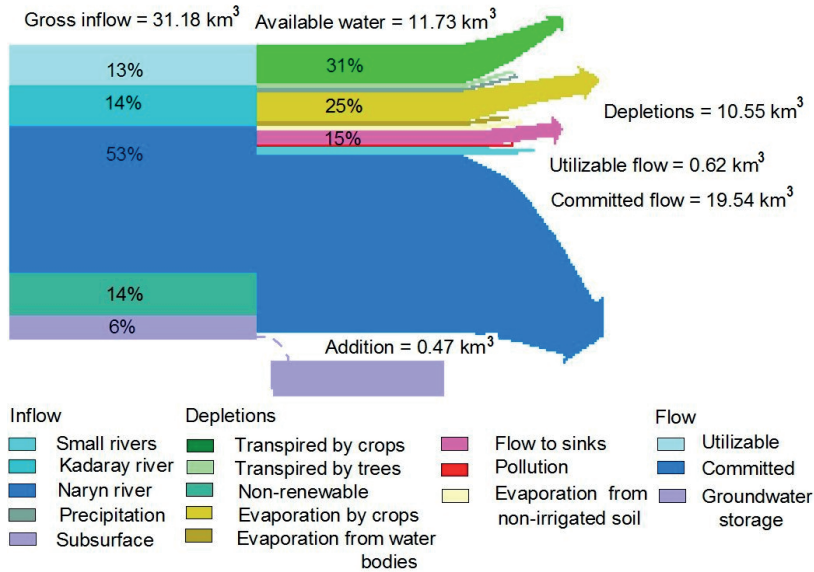 Gross inflow = 31.18 km³
Available water = 11.73 km³
13%
31%
14%
25%
53%
15%
Depletions = 10.55 km³
Utilizable flow = 0.62 km³
Committed flow = 19.54 km³
14%
6%
Addition = 0.47 km³
Inflow
Small rivers
Kadaray river
Naryn river
Precipitation
Subsurface
Depletions
Transpired by crops
Transpired by trees
Non-renewable
Evaporation by crops
Evaporation from water
bodies
Flow to sinks
Pollution
Evaporation from
non-irrigated soil
Flow
Utilizable
Committed
Groundwater
storage